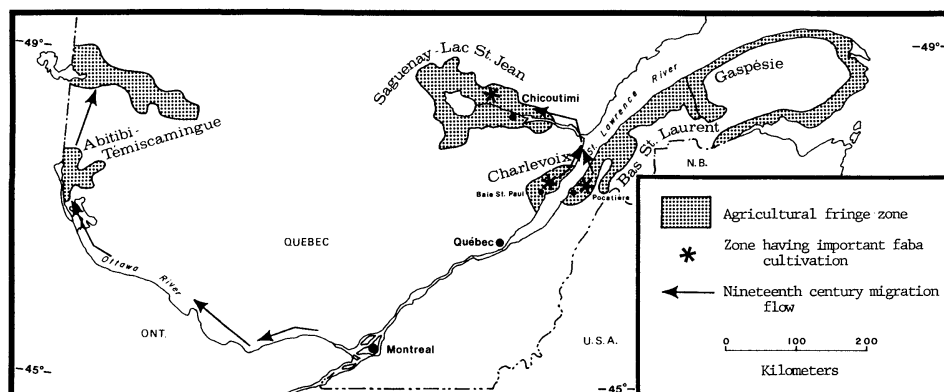 -49°-
-49°-
Saguenay-Lac St. Jean
Chicoutimi
St. Lawrence River
Gaspésie
Abitibi-
Témiscamingue
Charlevoix
Bas St. Laurent
N.B.
Baie St. Paul
Pocatière
QUEBEC
Québec
Ottawa River
ONT.
Montreal
U.S.A.
-45°-
-45°-
Agricultural fringe zone
Zone having important faba
cultivation
Nineteenth century migration
flow
0 100 200
Kilometers